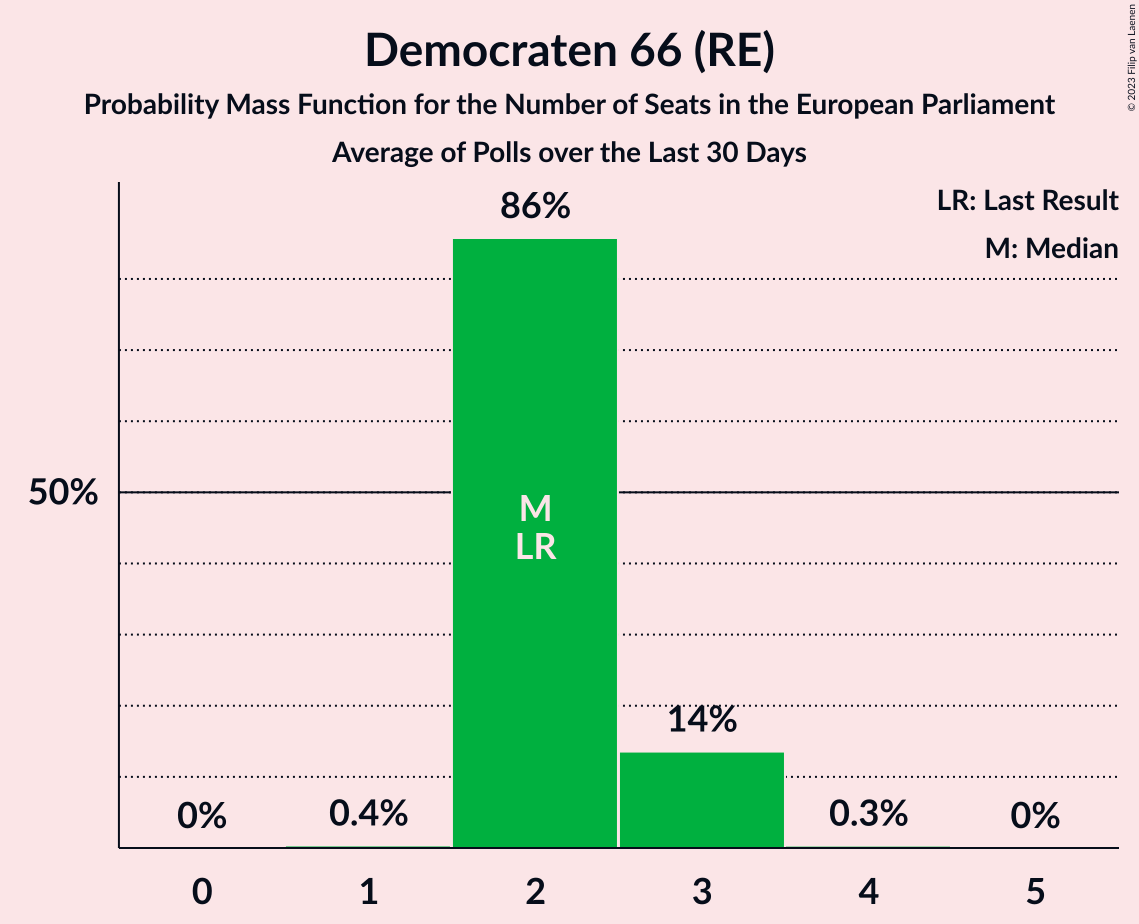 Democraten 66 (RE)
Probability Mass Function for the Number of Seats in the European Parliament
Average of Polls over the Last 30 Days
© 2023 Filip van Laenen
LR: Last Result
M: Median
86%
50%
M
LR
14%
0%
0.4%
0.3%
0%
0
1
2
3
4
5